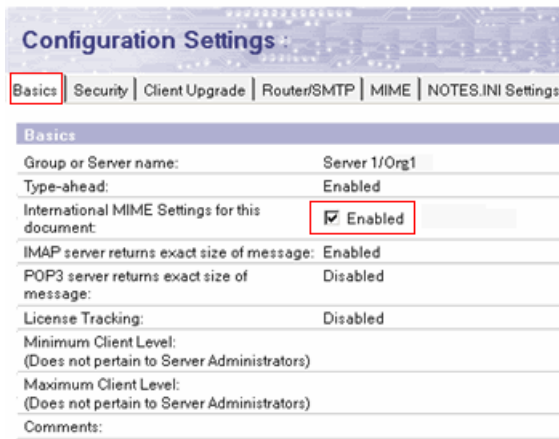 Configuration Settings :
Basics Security Client Upgrade Router/SMTP MIME NOTES.INI Settings
Basics
Group or Server name: Server 1/Org1
Type-ahead: Enabled
International MIME Settings for this
document: Enabled
IMAP server returns exact size of message: Enabled
POP3 server returns exact size of Disabled
message:
License Tracking: Disabled
Minimum Client Level:
(Does not pertain to Server Administrators)
Maximum Client Level:
(Does not pertain to Server Administrators)
Comments: